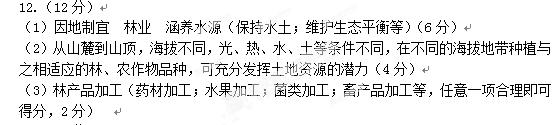 12.(12分)
(1)因地制宜　林业　涵养水源(保持水土;维护生态平衡等)(6分)
(2)从山麓到山顶,海拔不同,光、热、水、土等条件不同,在不同的海拔地带种植与
之相适应的林、农作物品种,可充分发挥土地资源的潜力(4分)
(3)林产品加工(药材加工;水果加工;菌类加工;畜产品加工等,任意一项合理即可
得分,2分)